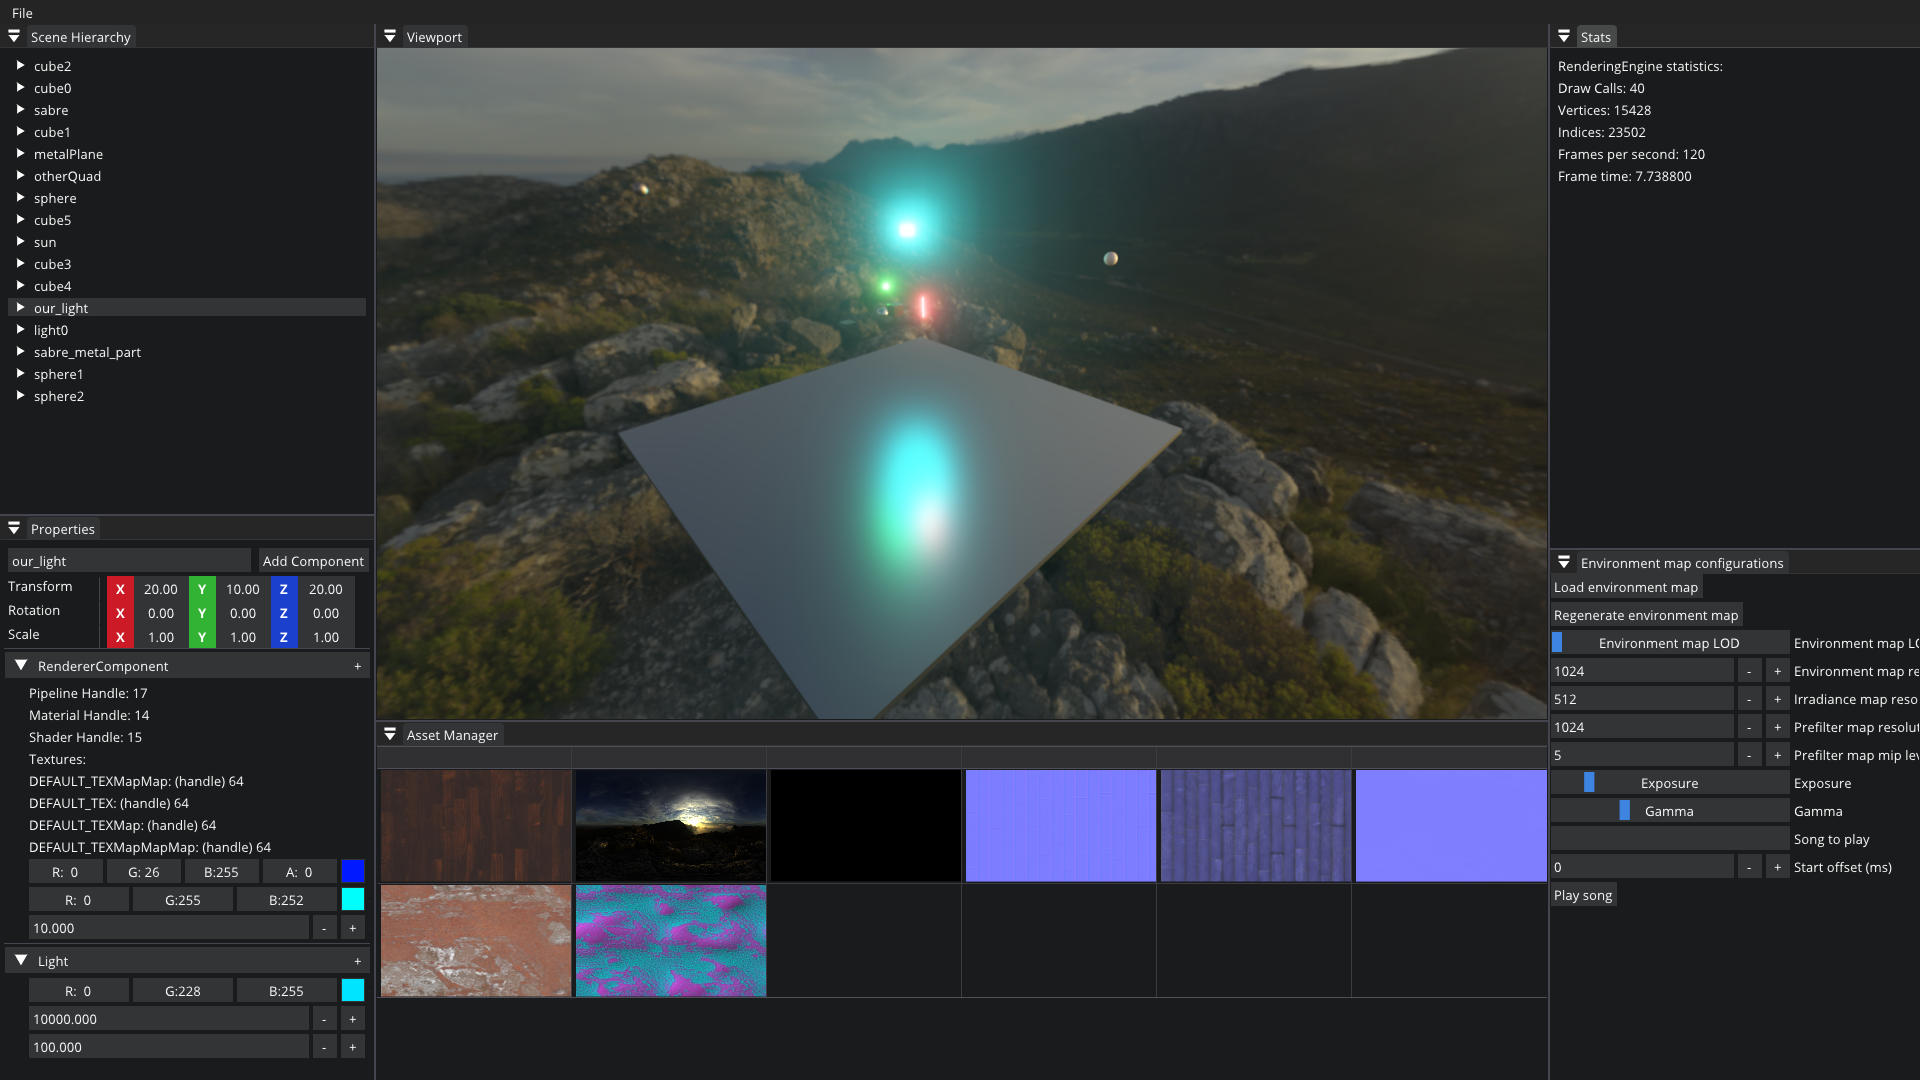 File
Scene Hierarchy
cube2
cube0
sabre
cube1
metalPlane
otherQuad
sphere
cube5
sun
cube3
cube4
our_light
light0
sabre_metal_part
sphere1
sphere2
Properties
our_light Add Component
Transform X 20.00 Y 10.00 Z 20.00
Rotation X 0.00 Y 0.00 Z 0.00
Scale X 1.00 Y 1.00 Z 1.00
RendererComponent +
Pipeline Handle: 17
Material Handle: 14
Shader Handle: 15
Textures:
DEFAULT_TEXMapMap: (handle) 64
DEFAULT_TEX: (handle) 64
DEFAULT_TEXMap: (handle) 64
DEFAULT_TEXMapMapMap: (handle) 64
R: 0 G: 26 B:255 A: 0
R: 0 G:255 B:252
10.000 - +
Light +
R: 0 G:228 B:255
10000.000 - +
100.000 - +
Viewport
Asset Manager
Stats
RenderingEngine statistics:
Draw Calls: 40
Vertices: 15428
Indices: 23502
Frames per second: 120
Frame time: 7.738800
Environment map configurations
Load environment map
Regenerate environment map
Environment map LOD Environment map LO
1024 - + Environment map re
512 - + Irradiance map reso
1024 - + Prefilter map resolut
5 - + Prefilter map mip lev
Exposure Exposure
Gamma Gamma
Song to play
0 - + Start offset (ms)
Play song